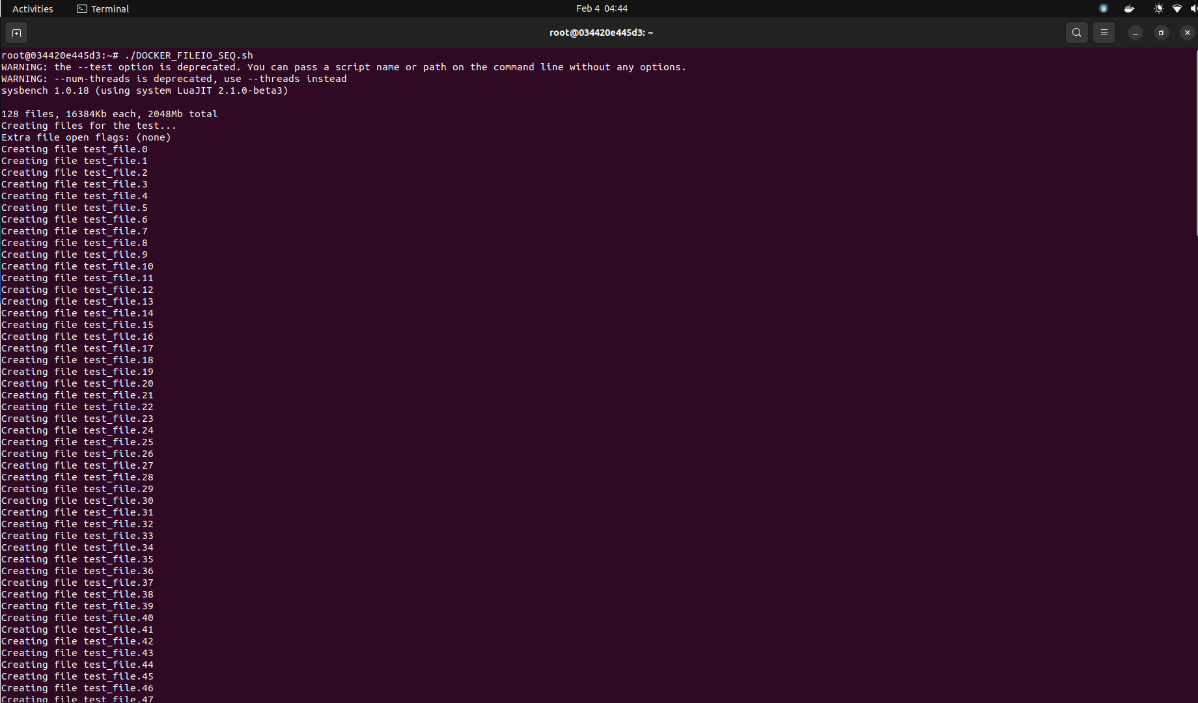 Activities Terminal Feb 4 04:44
root@034420e445d3: ~
root@034420e445d3:~# ./DOCKER_FILEIO_SEQ.sh
WARNING: the --test option is deprecated. You can pass a script name or path on the command line without any options.
WARNING: --num-threads is deprecated, use --threads instead
sysbench 1.0.18 (using system LuaJIT 2.1.0-beta3)
128 files, 16384Kb each, 2048Mb total
Creating files for the test...
Extra file open flags: (none)
Creating file test_file.0
Creating file test_file.1
Creating file test_file.2
Creating file test_file.3
Creating file test_file.4
Creating file test_file.5
Creating file test_file.6
Creating file test_file.7
Creating file test_file.8
Creating file test_file.9
Creating file test_file.10
Creating file test_file.11
Creating file test_file.12
Creating file test_file.13
Creating file test_file.14
Creating file test_file.15
Creating file test_file.16
Creating file test_file.17
Creating file test_file.18
Creating file test_file.19
Creating file test_file.20
Creating file test_file.21
Creating file test_file.22
Creating file test_file.23
Creating file test_file.24
Creating file test_file.25
Creating file test_file.26
Creating file test_file.27
Creating file test_file.28
Creating file test_file.29
Creating file test_file.30
Creating file test_file.31
Creating file test_file.32
Creating file test_file.33
Creating file test_file.34
Creating file test_file.35
Creating file test_file.36
Creating file test_file.37
Creating file test_file.38
Creating file test_file.39
Creating file test_file.40
Creating file test_file.41
Creating file test_file.42
Creating file test_file.43
Creating file test_file.44
Creating file test_file.45
Creating file test_file.46
Creating file test_file.47